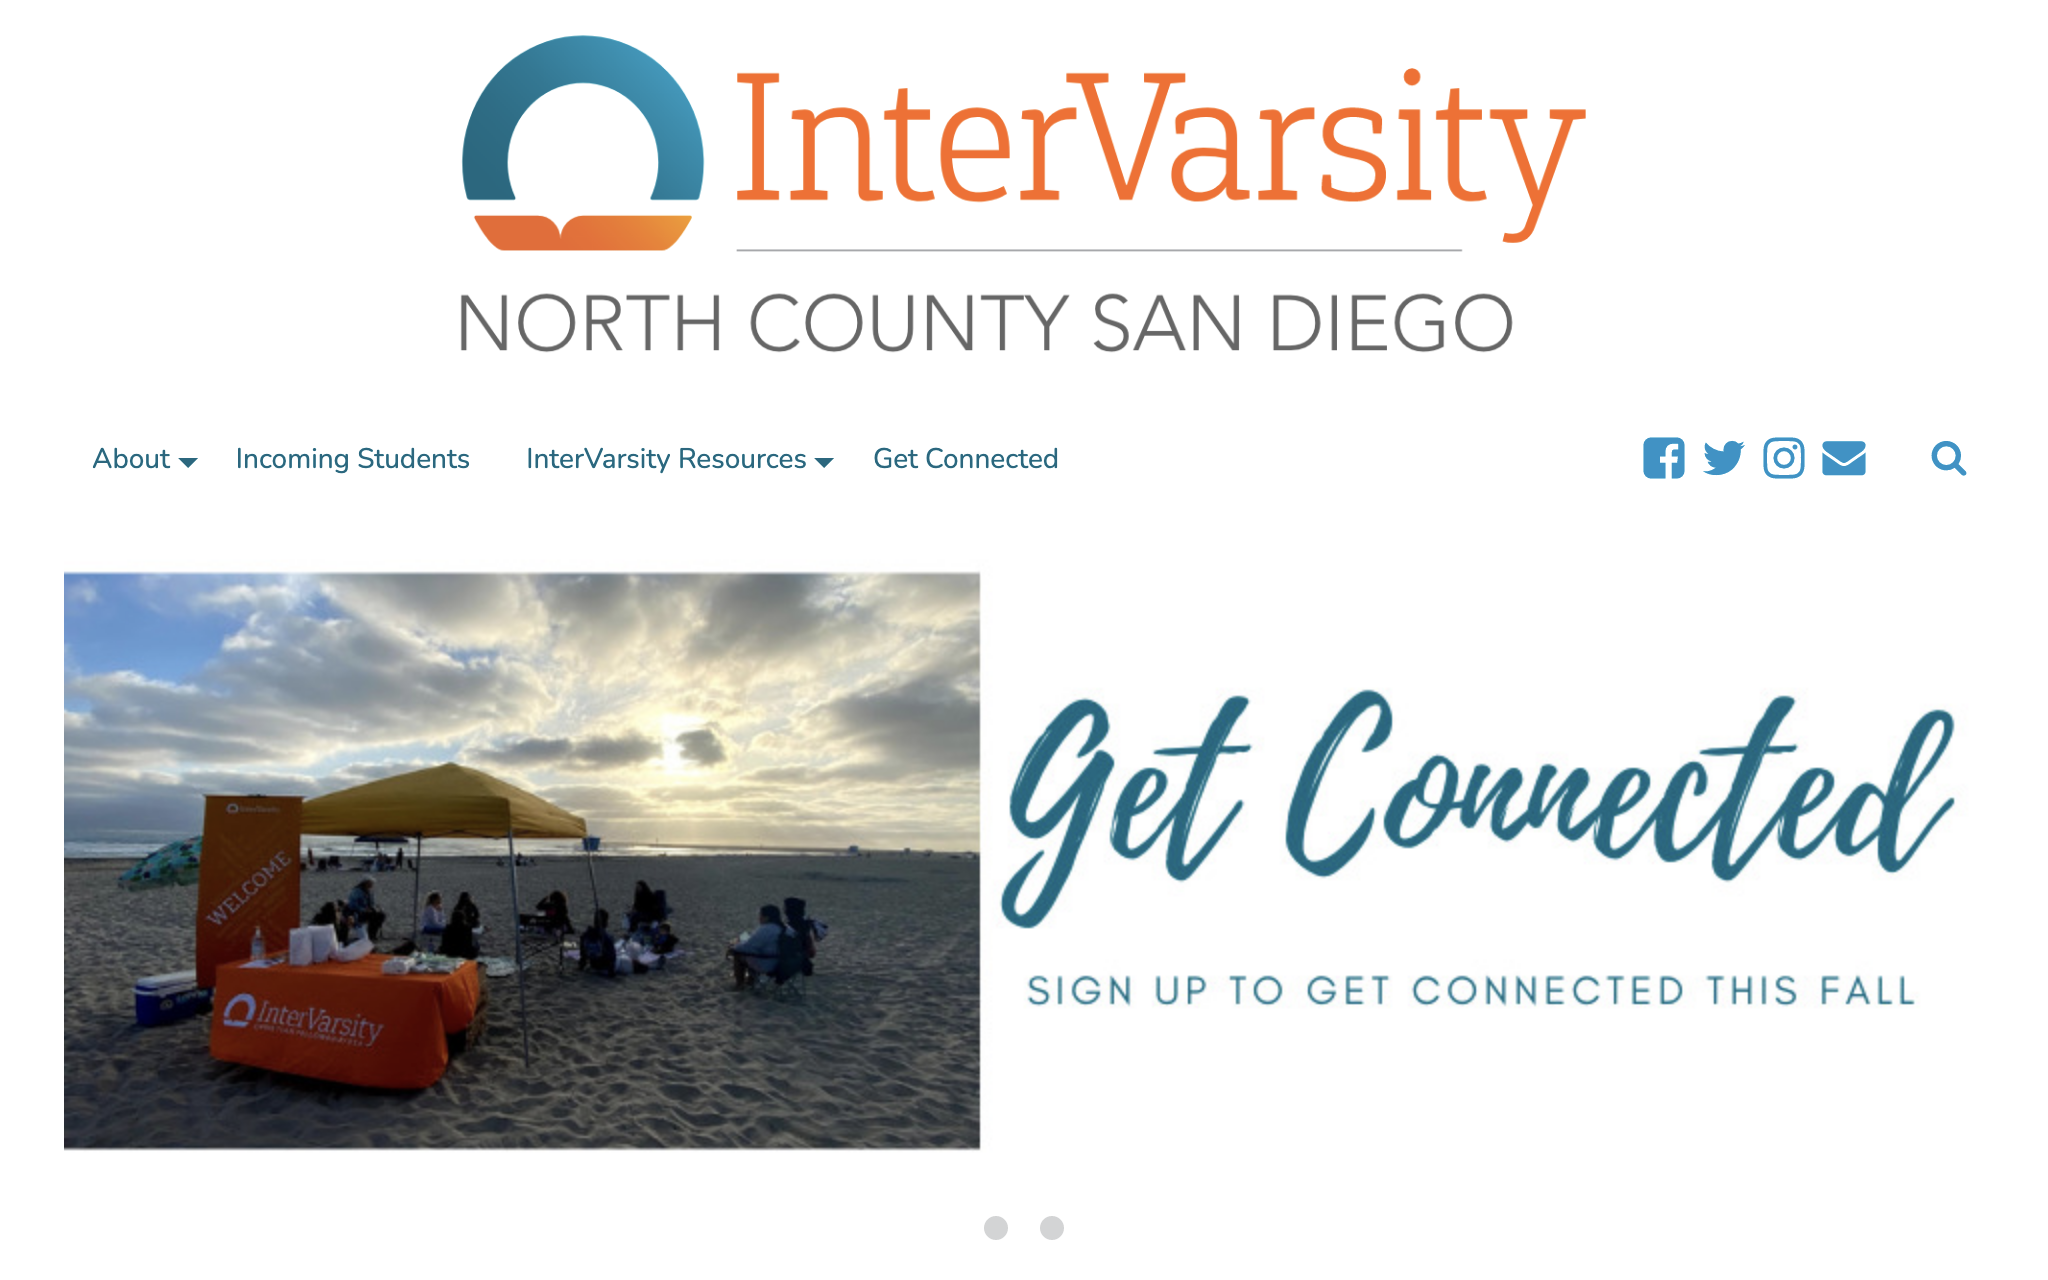 InterVarsity
NORTH COUNTY SAN DIEGO
About
Incoming Students
InterVarsity Resources
Get Connected
InterVarsity
WELCOME
InterVarsity
Get Connected
SIGN UP TO GET CONNECTED THIS FALL